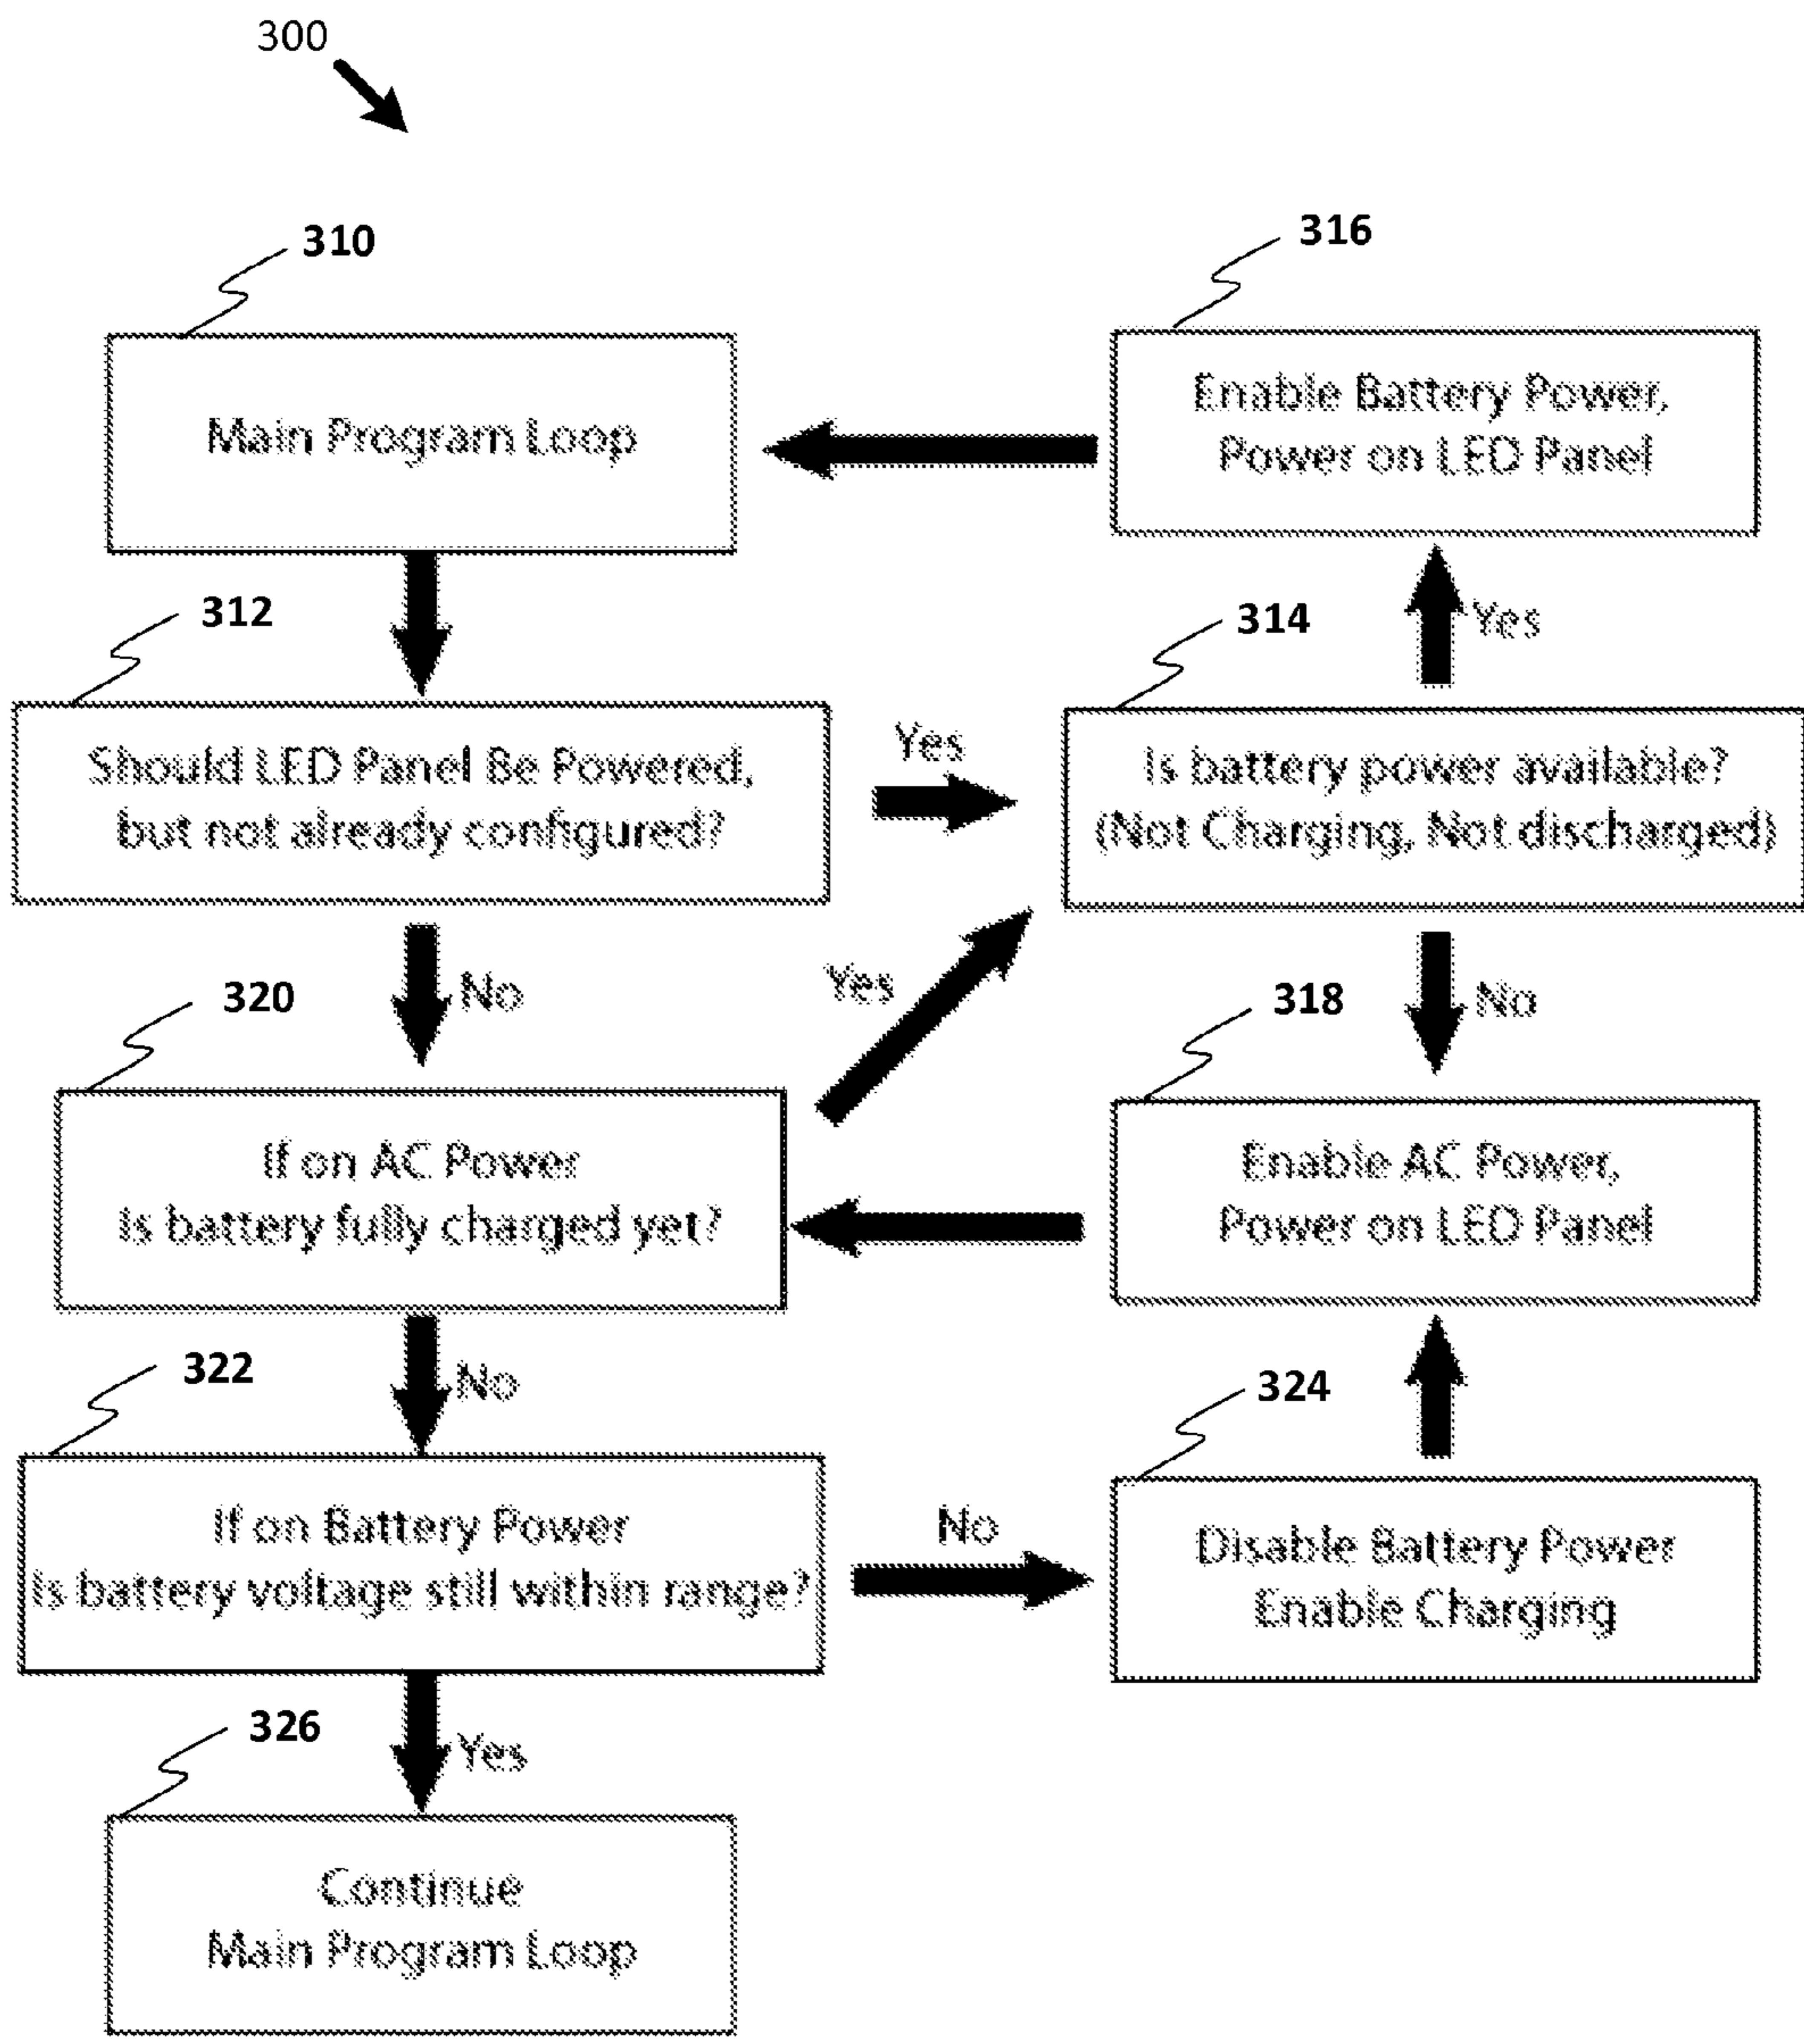 300
310
Main Program Loop
316
Enable Battery Power,
Power on LED Panel
312
Should LED Panel Be Powered,
but not already configured?
Yes
314
Is battery power available?
(Not Charging, Not discharged)
Yes
No
Yes
No
320
If on AC Power
Is battery fully charged yet?
318
Enable AC Power,
Power on LED Panel
No
322
If on Battery Power
Is battery voltage still within range?
No
324
Disable Battery Power
Enable Charging
Yes
326
Continue
Main Program Loop